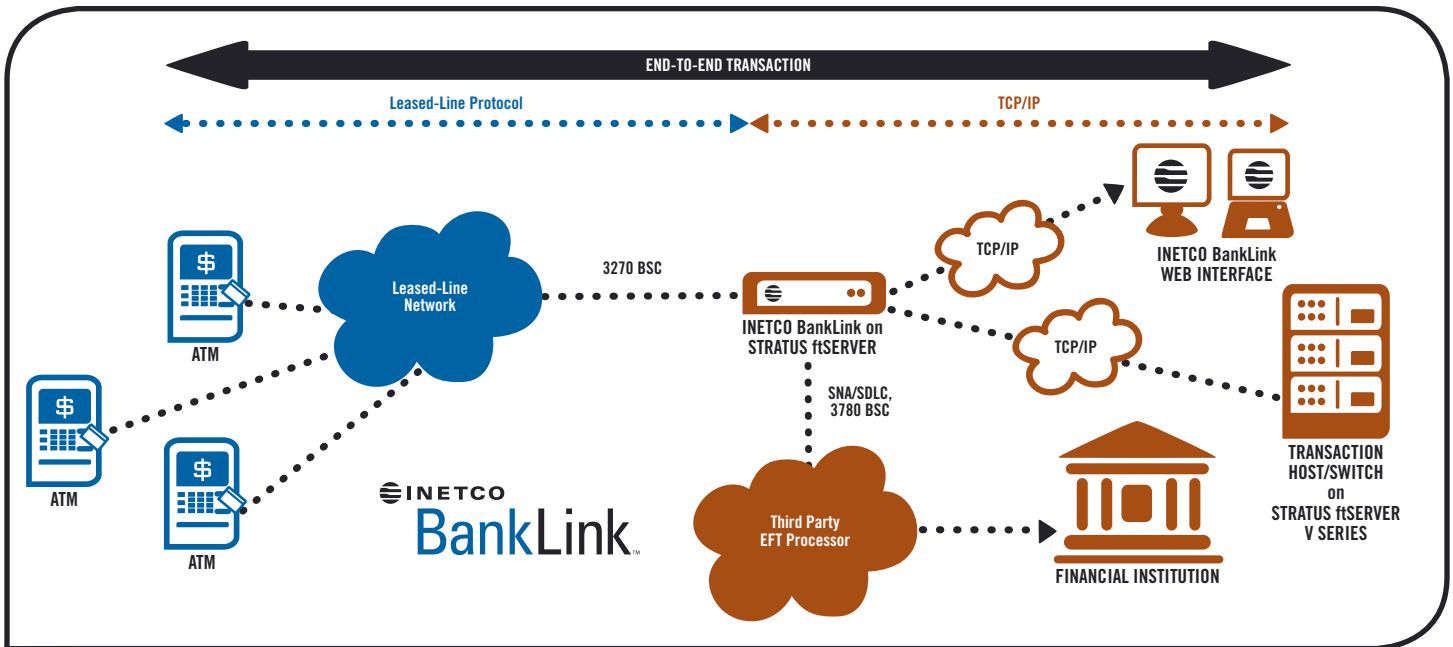 END-TO-END TRANSACTION
Leased-Line Protocol
TCP/IP
$
ATM
$
ATM
$
ATM
Leased-Line
Network
3270 BSC
INETCO BankLink on
STRATUS ftSERVER
TCP/IP
INETCO BankLink
WEB INTERFACE
TCP/IP
TRANSACTION
HOST/SWITCH
on
STRATUS ftSERVER
V SERIES
SNA/SDLC,
3780 BSC
Third Party
EFT Processor
FINANCIAL INSTITUTION
INETCO
BankLink™